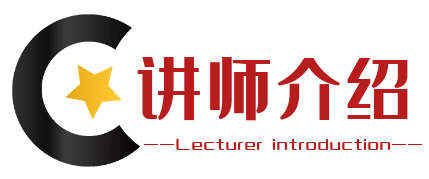 讲师介绍
——Lecturer introduction——